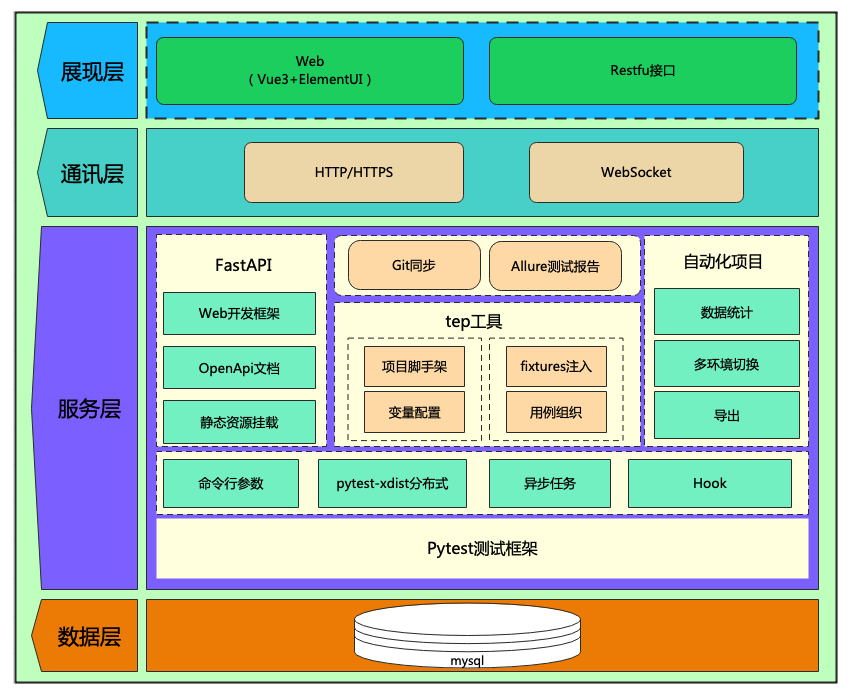 展现层
Web
（Vue3+ElementUI）
Restfu接口
通讯层
HTTP/HTTPS
WebSocket
服务层
FastAPI
Web开发框架
OpenApi文档
静态资源挂载
Git同步
Allure测试报告
tep工具
项目脚手架
变量配置
fixtures注入
用例组织
自动化项目
数据统计
多环境切换
导出
命令行参数
pytest-xdist分布式
异步任务
Hook
Pytest测试框架
数据层
mysql